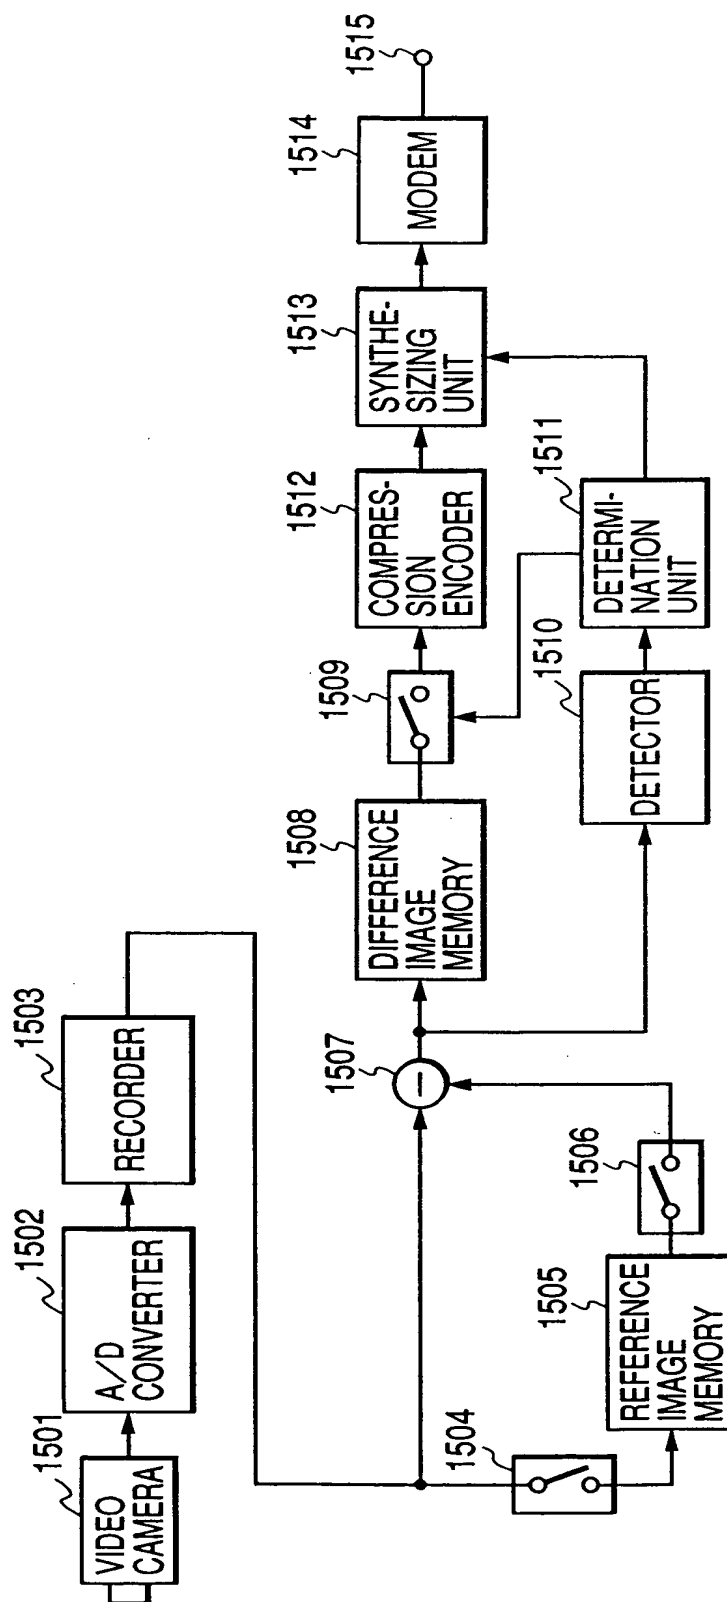 1501
VIDEO
CAMERA
1502
A/D
CONVERTER
1503
RECORDER
1504
1505
REFERENCE
IMAGE
MEMORY
1506
1507
1508
DIFFERENCE
IMAGE
MEMORY
1509
1510
DETECTOR
1511
DETERMI-
NATION
UNIT
1512
COMPRES-
SION
ENCODER
1513
SYNTHE-
SIZING
UNIT
1514
MODEM
1515